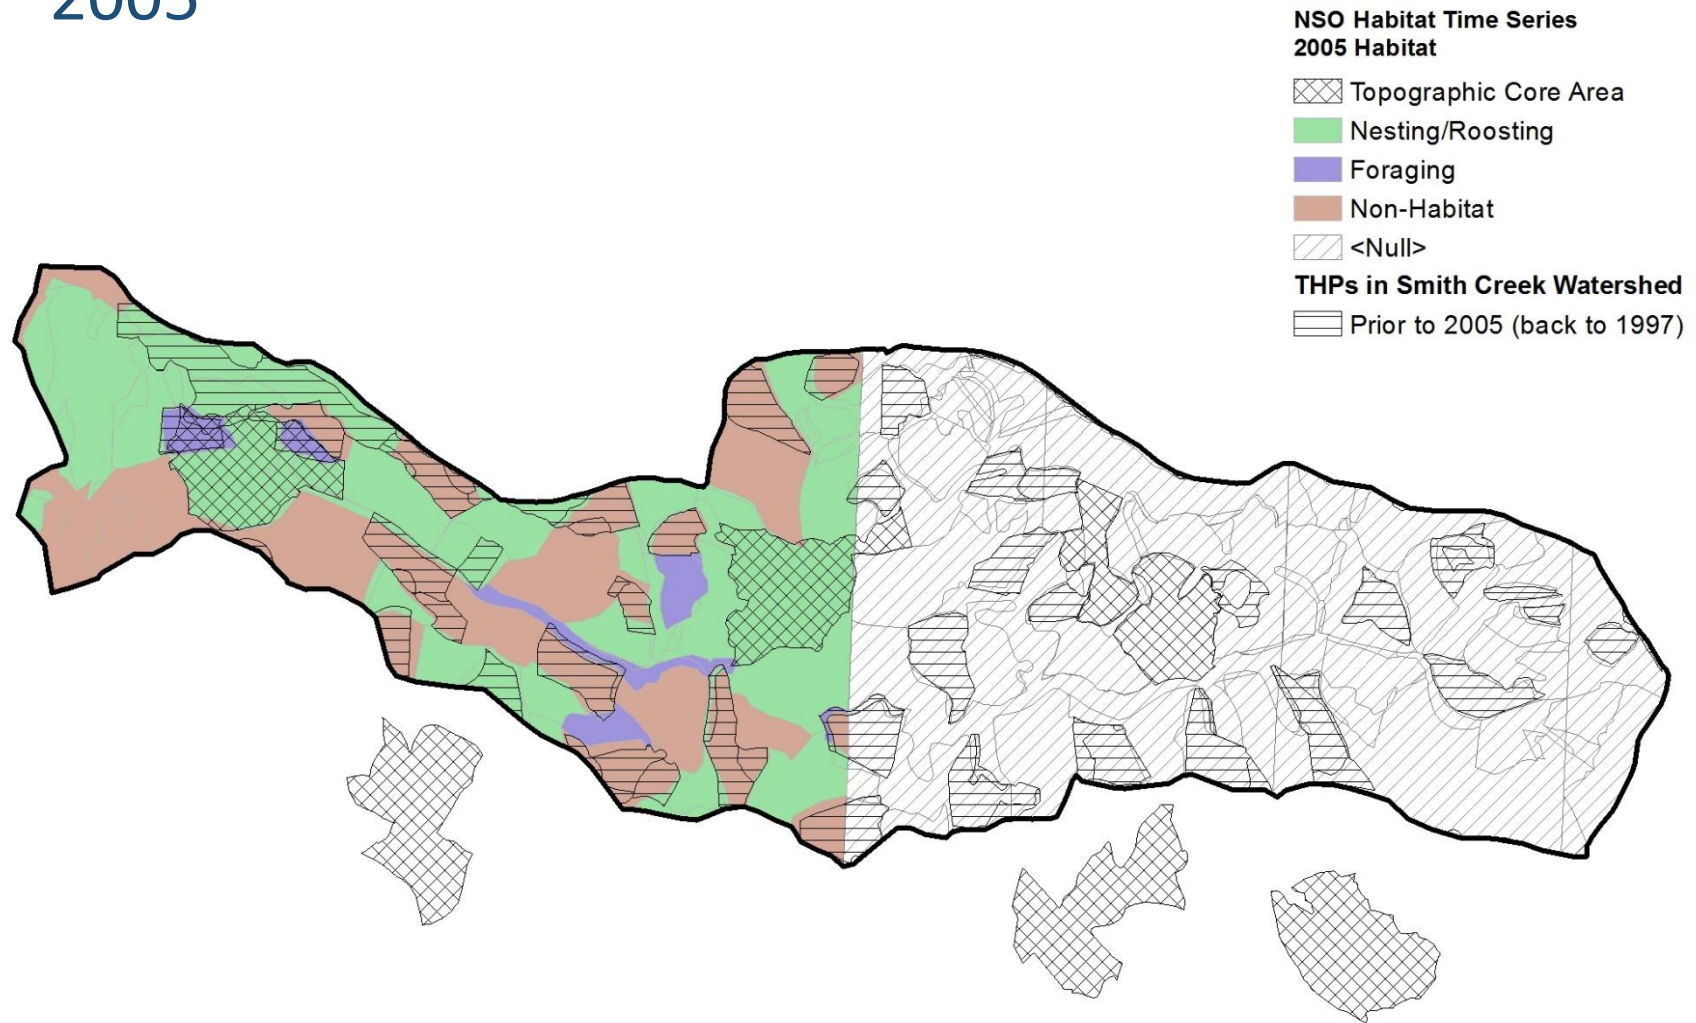 2005
NSO Habitat Time Series
2005 Habitat
Topographic Core Area
Nesting/Roosting
Foraging
Non-Habitat
<Null>
THPs in Smith Creek Watershed
Prior to 2005 (back to 1997)